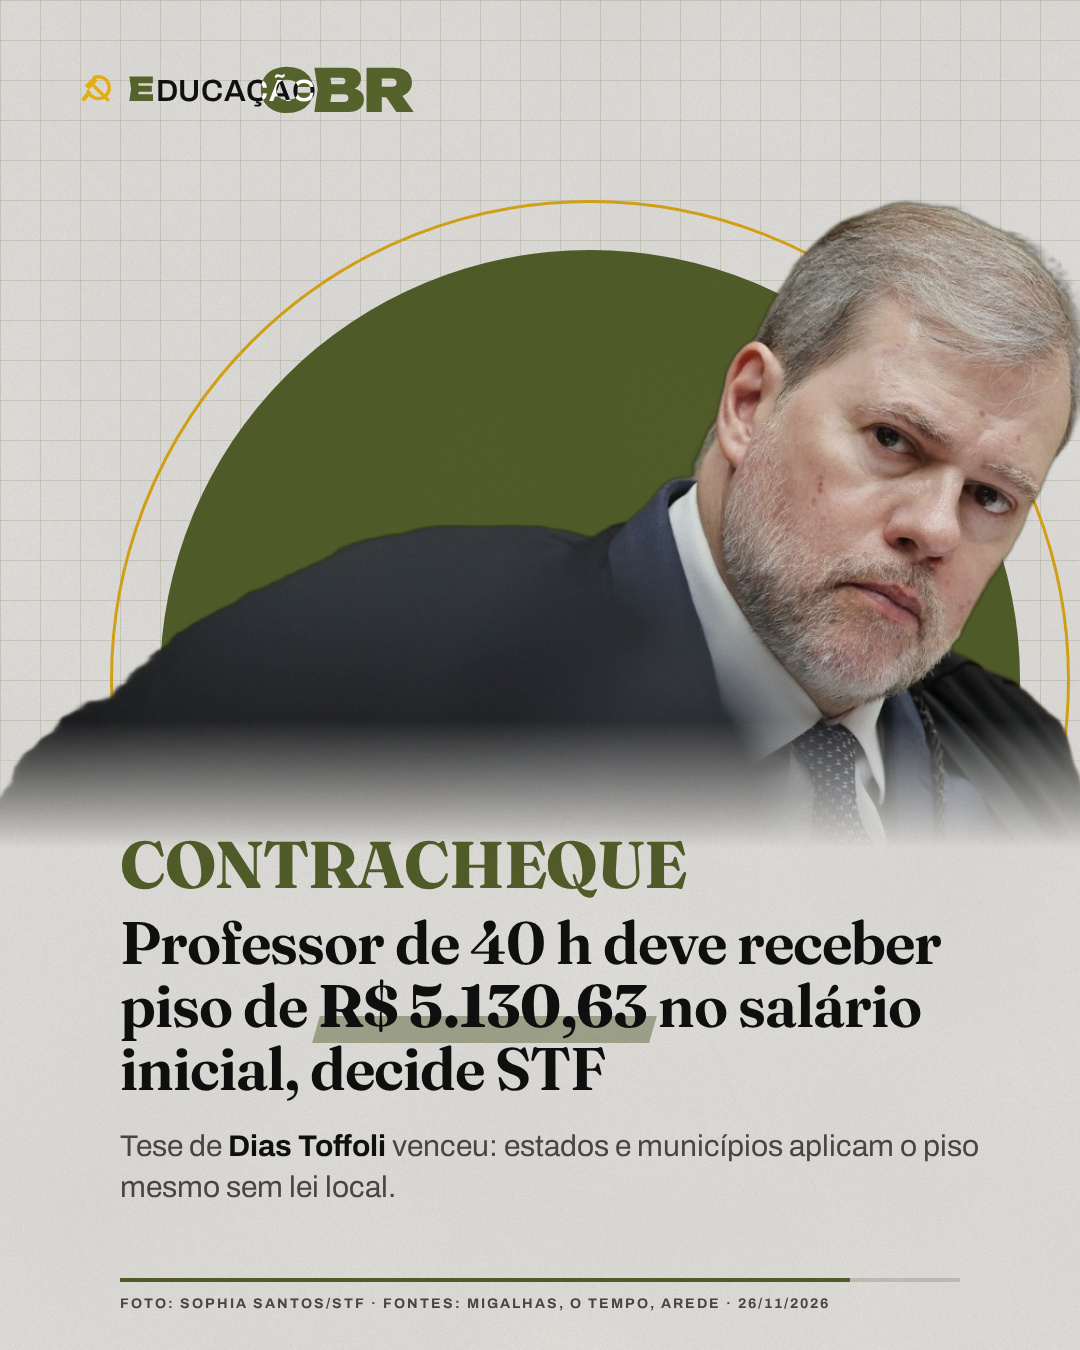 EDUCAÇÃO BR
CONTRACHEQUE
Professor de 40 h deve receber
piso de R$ 5.130,63 no salário
inicial, decide STF
Tese de Dias Toffoli venceu: estados e municípios aplicam o piso
mesmo sem lei local.
FOTO: SOPHIA SANTOS/STF · FONTES: MIGALHAS, O TEMPO, AREDE · 26/11/2026